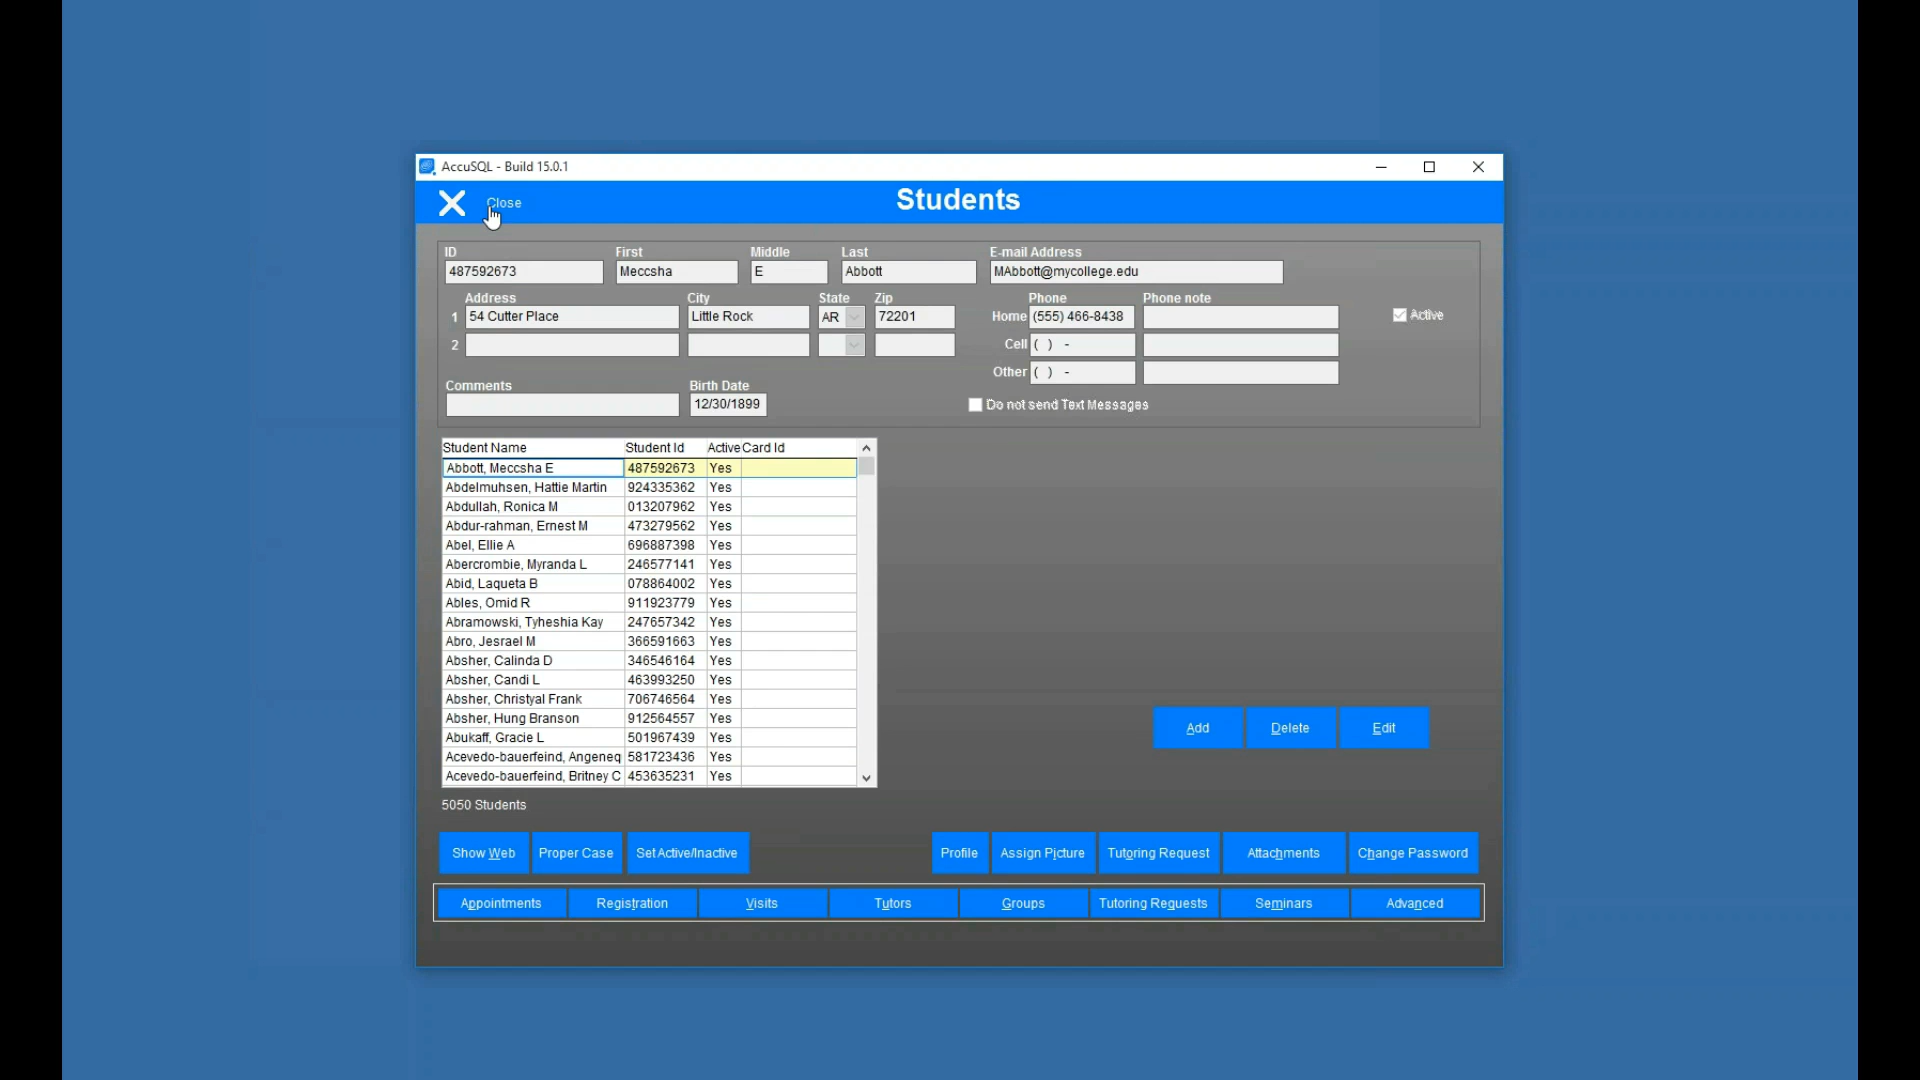 AccuSQL - Build 15.0.1
Close
Students
ID First Middle Last E-mail Address
487592673 Meccsha E Abbott MAbbott@mycollege.edu
Address City State Zip Phone Phone note
1 54 Cutter Place Little Rock AR 72201 Home (555) 466-8438 Active
2 Cell ( ) -
Other ( ) -
Comments Birth Date
12/30/1899 Do not send Text Messages
Student Name Student Id Active Card Id
Abbott, Meccsha E 487592673 Yes
Abdelmuhsen, Hattie Martin 924335362 Yes
Abdullah, Ronica M 013207962 Yes
Abdur-rahman, Ernest M 473279562 Yes
Abel, Ellie A 696887398 Yes
Abercrombie, Myranda L 246577141 Yes
Abid, Laqueta B 078864002 Yes
Ables, Omid R 911923779 Yes
Abramowski, Tyheshia Kay 247657342 Yes
Abro, Jesrael M 366591663 Yes
Absher, Calinda D 346546164 Yes
Absher, Candi L 463993250 Yes
Absher, Christyal Frank 706746564 Yes
Absher, Hung Branson 912564557 Yes
Abukaff, Gracie L 501967439 Yes
Acevedo-bauerfeind, Angeneq 581723436 Yes
Acevedo-bauerfeind, Britney C 453635231 Yes
Add Delete Edit
5050 Students
Show Web Proper Case Set Active/Inactive Profile Assign Picture Tutoring Request Attachments Change Password
Appointments Registration Visits Tutors Groups Tutoring Requests Seminars Advanced